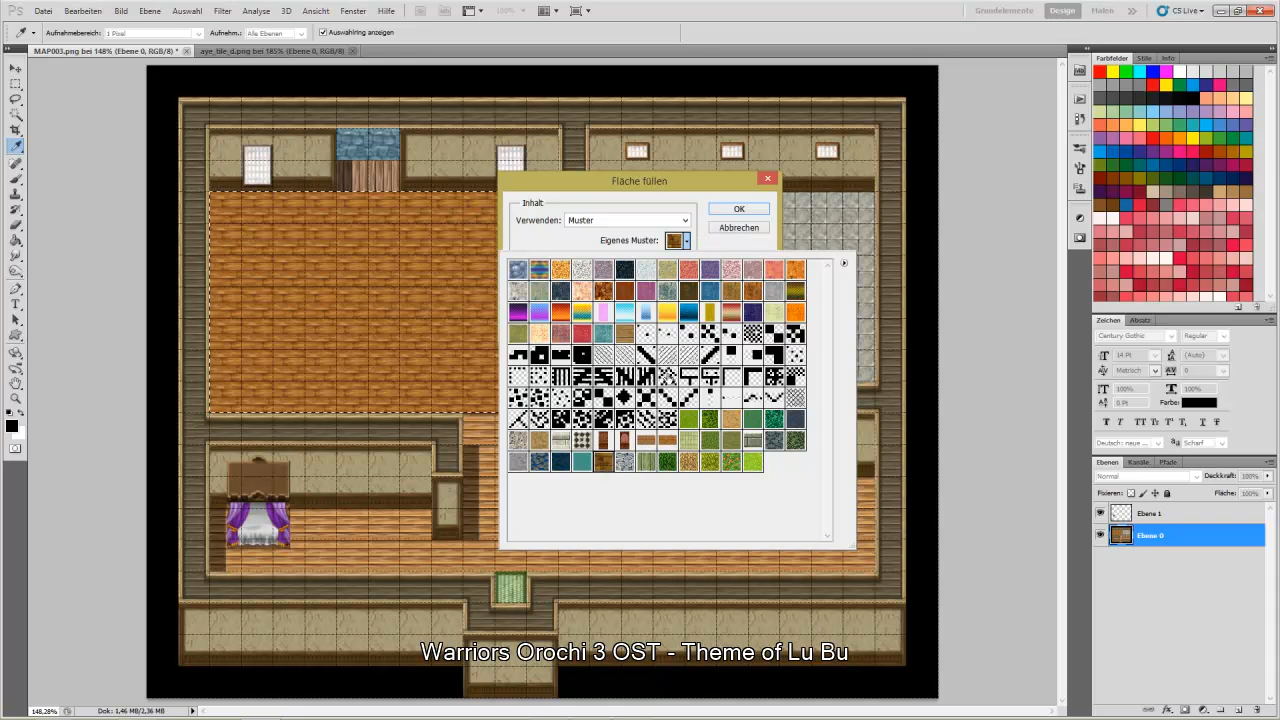 PS Datei Bearbeiten Bild Ebene Auswahl Filter Analyse 3D Ansicht Fenster Hilfe Br Mb 100% Grundelemente Design Malen CS Live
Aufnahmebereich: 1 Pixel Aufnehm.: Alle Ebenen Auswahlring anzeigen
MAP003.png bei 148% (Ebene 0, RGB/8) * aye_tile_d.png bei 185% (Ebene 0, RGB/8)
Farbfelder Stile Info
Fläche füllen
Inhalt
Verwenden: Muster
Eigenes Muster:
OK
Abbrechen
Zeichen Absatz
Century Gothic Regular
14 Pt (Auto)
Metrisch 0
100% 100%
0 Pt Farbe:
Deutsch: neue ... Scharf
Ebenen Kanäle Pfade
Normal Deckkraft: 100%
Fixieren: Fläche: 100%
Ebene 1
Ebene 0
Warriors Orochi 3 OST - Theme of Lu Bu
148,28% Dok: 1,46 MB/2,36 MB